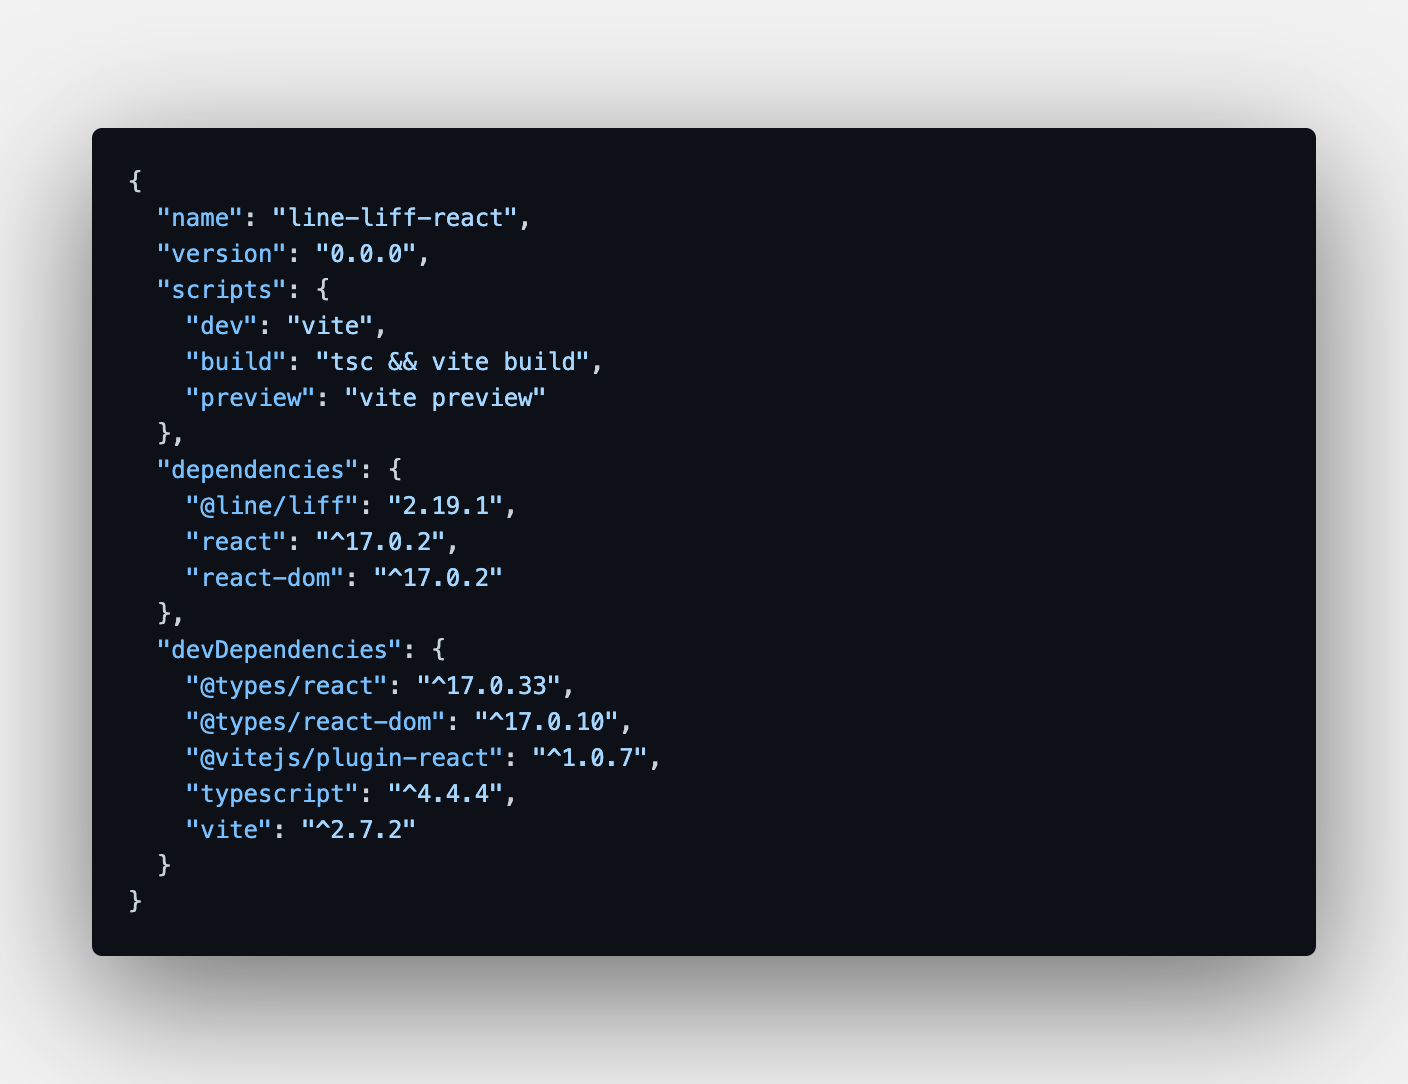 {
  "name": "line-liff-react",
  "version": "0.0.0",
  "scripts": {
    "dev": "vite",
    "build": "tsc && vite build",
    "preview": "vite preview"
  },
  "dependencies": {
    "@line/liff": "2.19.1",
    "react": "^17.0.2",
    "react-dom": "^17.0.2"
  },
  "devDependencies": {
    "@types/react": "^17.0.33",
    "@types/react-dom": "^17.0.10",
    "@vitejs/plugin-react": "^1.0.7",
    "typescript": "^4.4.4",
    "vite": "^2.7.2"
  }
}